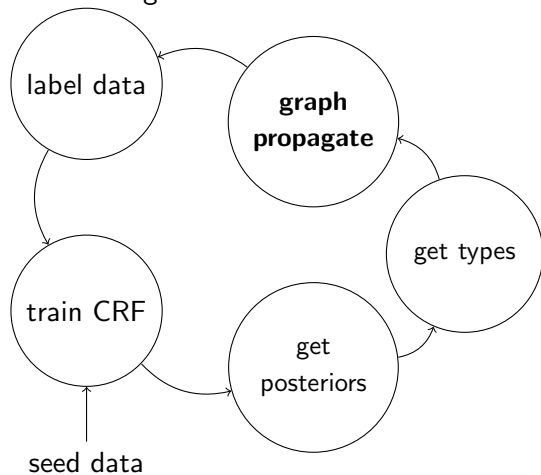 label data
graph
propagate
get types
train CRF
get
posteriors
seed data